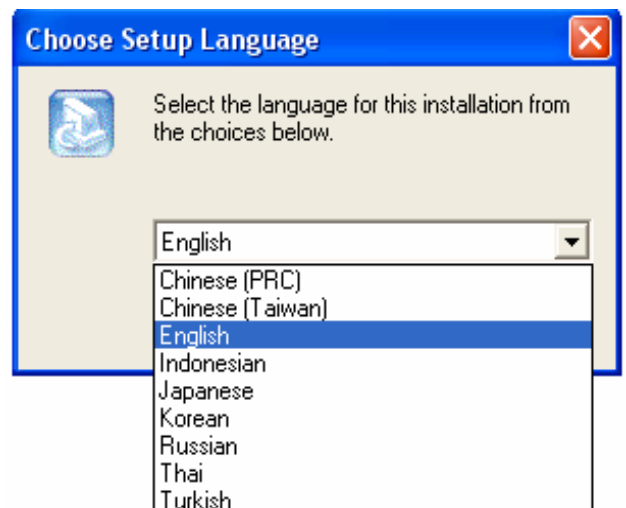 Choose Setup Language
Select the language for this installation from
the choices below.
English
Chinese (PRC)
Chinese (Taiwan)
English
Indonesian
Japanese
Korean
Russian
Thai
Turkish